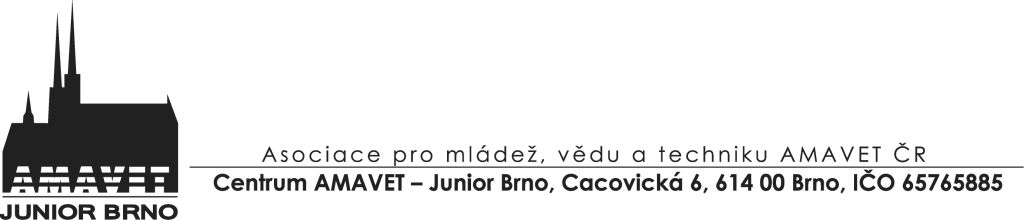 AMAVET
JUNIOR BRNO
Asociace pro mládež, vědu a techniku AMAVET ČR
Centrum AMAVET – Junior Brno, Cacovická 6, 614 00 Brno, IČO 65765885